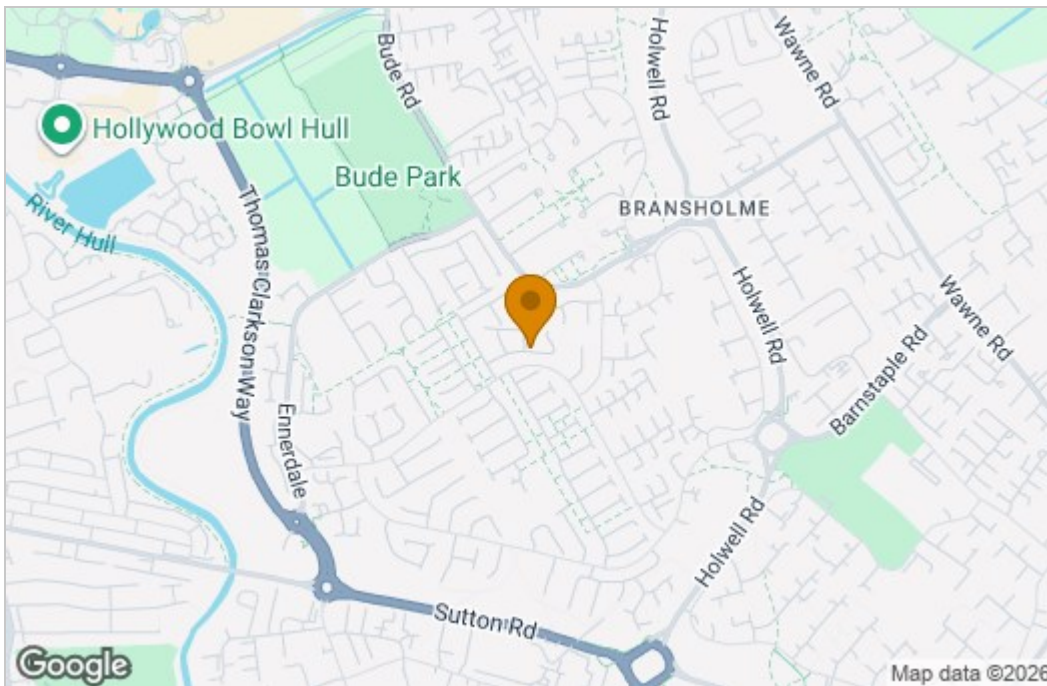 Bude Rd
Holwell Rd
Wawne Rd
Hollywood Bowl Hull
Bude Park
River Hull
BRANSHOLME
Thomas Clarkson Way
Holwell Rd
Wawne Rd
Barnstaple Rd
Ennerdale
Holwell Rd
Sutton Rd
Google
Map data ©2026